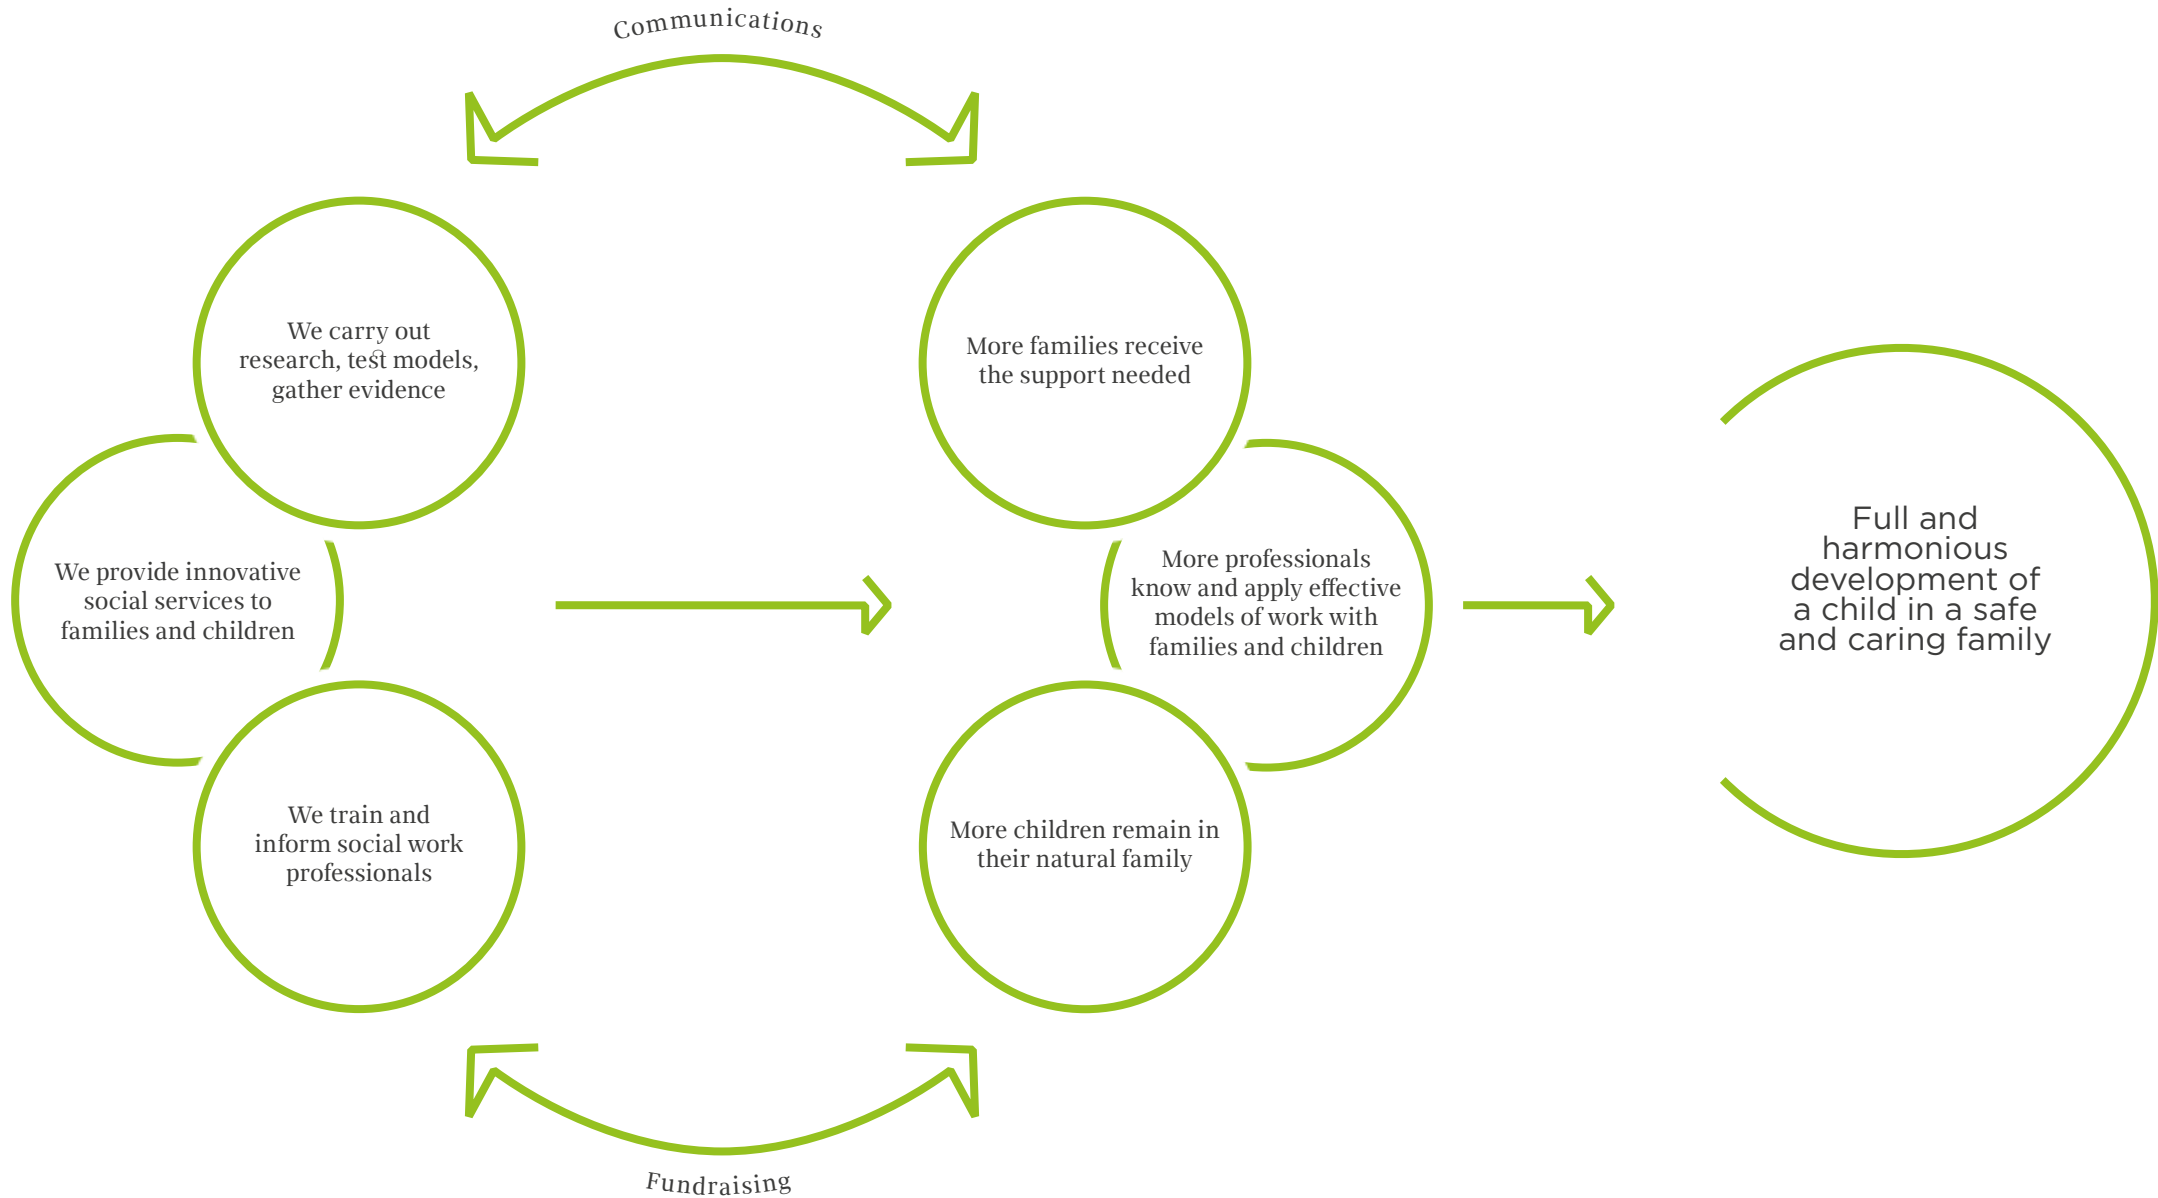 Communications
We carry out
research, test models,
gather evidence
We provide innovative
social services to
families and children
We train and
inform social work
professionals
More families receive
the support needed
More professionals
know and apply effective
models of work with
families and children
More children remain in
their natural family
Full and
harmonious
development of
a child in a safe
and caring family
Fundraising